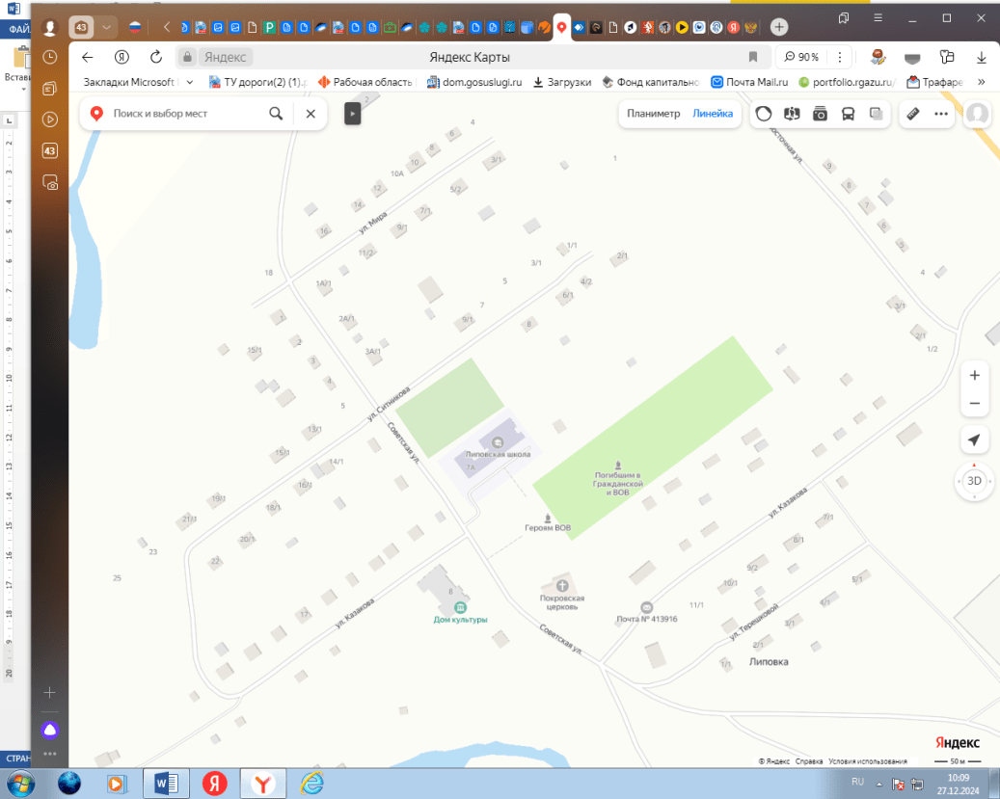 ФАЙ
Встави
43
Яндекс
Яндекс Карты
90 %
Закладки Microsoft
ТУ дороги(2) (1).
Рабочая область
dom.gosuslugi.ru
Загрузки
Фонд капитально
Почта Mail.ru
portfolio.rgazu.ru/
Трафаре
»
Поиск и выбор мест
Планиметр
Линейка
43
2
4
6
8
10
10А
12
14
16
3/1
5/2
7/1
9/1
11/2
ул. Мира
1
Восточная ул.
9
8
7
6
5
4
3/1
2/1
1/2
18
1А/1
2А/1
3А/1
1/1
2/1
3/1
4/2
5
6/1
7
8
9/1
1
2
3
4
5
15/1
ул. Ситникова
Советская ул.
13/1
15/1
14/1
16/1
18/1
19/1
21/1
20/1
22
23
25
Липовская школа
7А
Погибшим в
Гражданской
и ВОВ
Героям ВОВ
Покровская
церковь
8
Дом культуры
17
ул. Казакова
Советская ул.
Почта № 413916
11/1
ул. Казакова
7/1
8/1
9/2
10/1
5/1
4/1
3/1
2/1
1/1
ул. Терешковой
Липовка
+
−
3D
Яндекс
© Яндекс Справка Условия использования
50 м
СТРАН
RU
10:09
27.12.2024